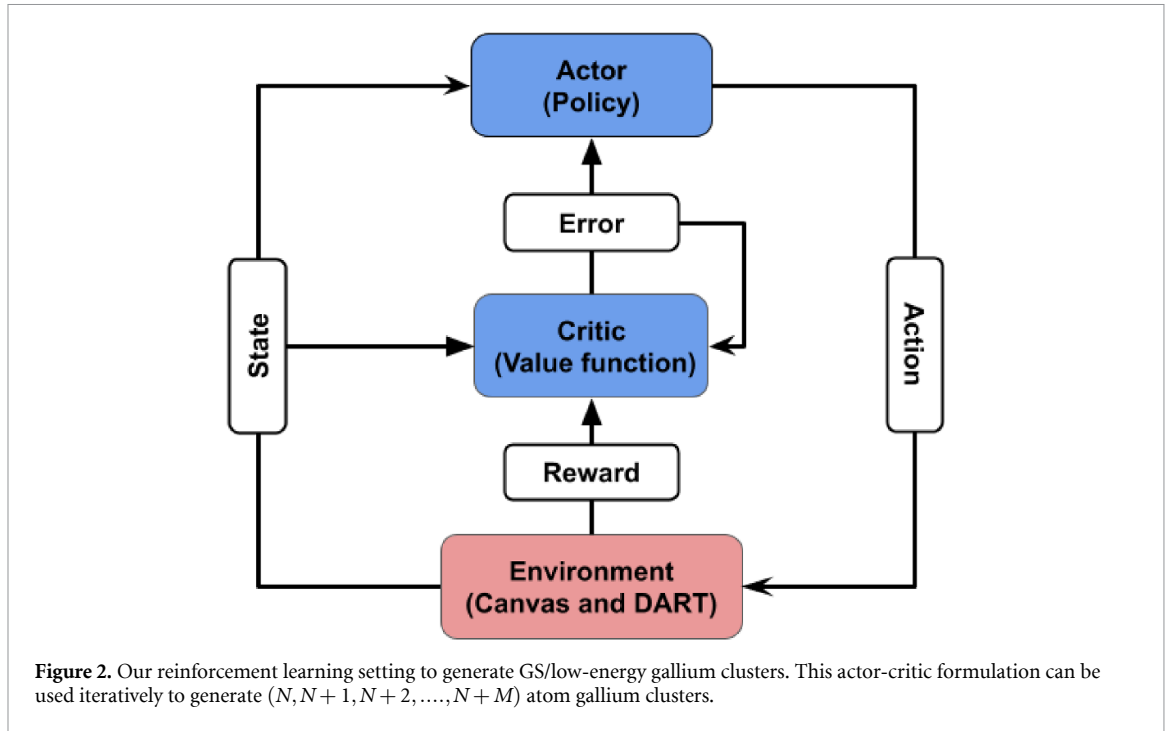 Actor
(Policy)
Error
State
Critic
(Value function)
Action
Reward
Environment
(Canvas and DART)
Figure 2. Our reinforcement learning setting to generate GS/low-energy gallium clusters. This actor-critic formulation can be
used iteratively to generate (N, N + 1, N + 2, ...., N + M) atom gallium clusters.